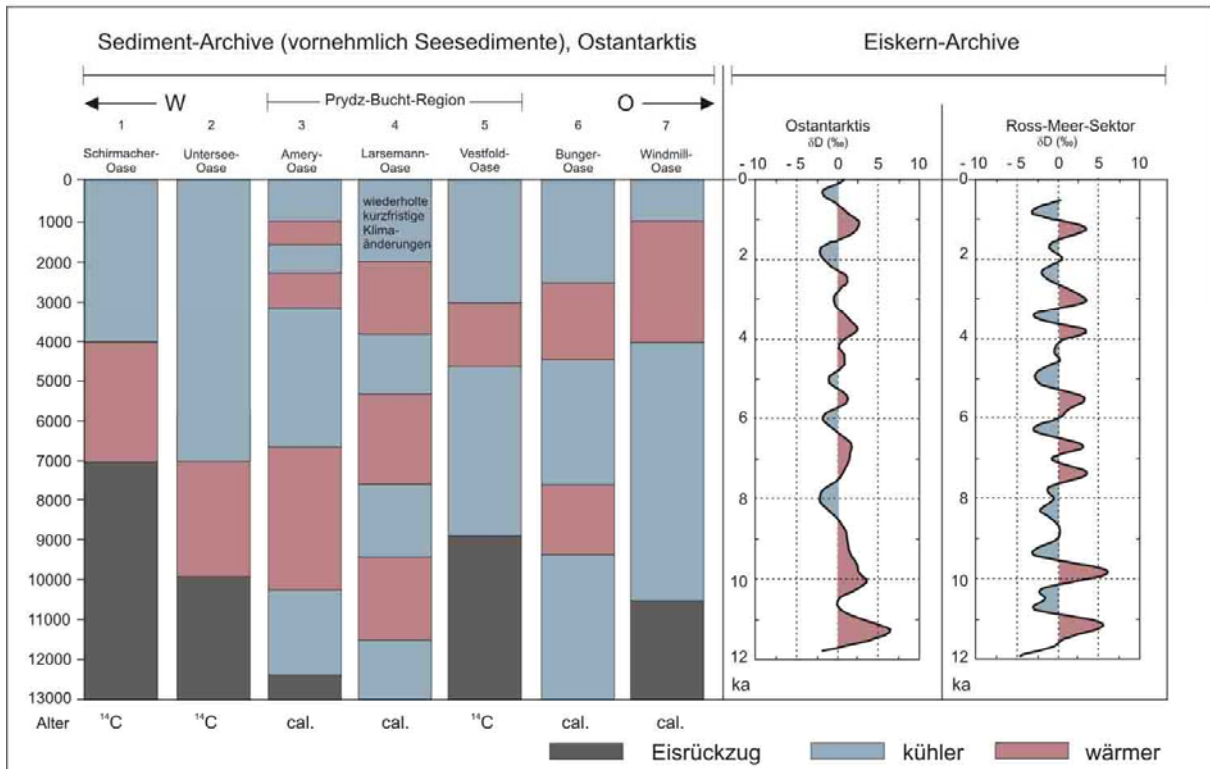 Sediment-Archive (vornehmlich Seesedimente), Ostantarktis
Eiskern-Archive
W
Prydz-Bucht-Region
O
1 2 3 4 5 6 7
Schirmacher-Oase
Untersee-Oase
Amery-Oase
Larsemann-Oase
Vestfold-Oase
Bunger-Oase
Windmill-Oase
0
1000
2000
3000
4000
5000
6000
7000
8000
9000
10000
11000
12000
13000
wiederholte
kurzfristige
Klima-
änderungen
Alter ¹⁴C ¹⁴C cal. cal. ¹⁴C cal. cal.
Ostantarktis
δD (‰)
- 10 - 5 0 5 10
0
2
4
6
8
10
12
ka
Ross-Meer-Sektor
δD (‰)
- 10 - 5 0 5 10
0
2
4
6
8
10
12
ka
Eisrückzug
kühler
wärmer